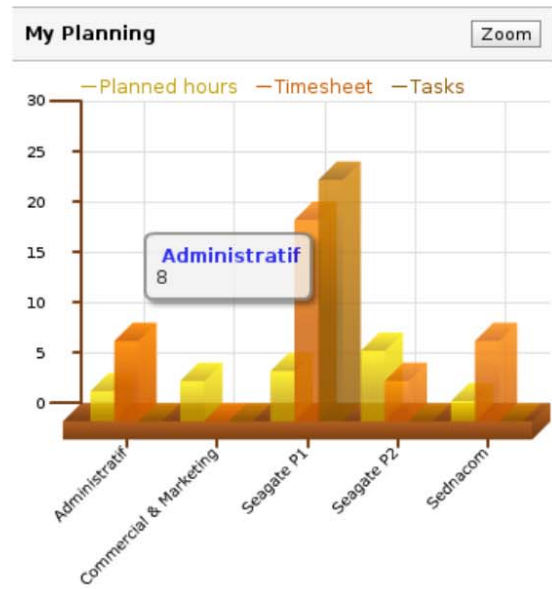 My Planning
Zoom
Planned hours Timesheet Tasks
30
25
20
15
10
5
0
Administratif
8
Administratif
Commercial & Marketing
Seagate P1
Seagate P2
Sednacom